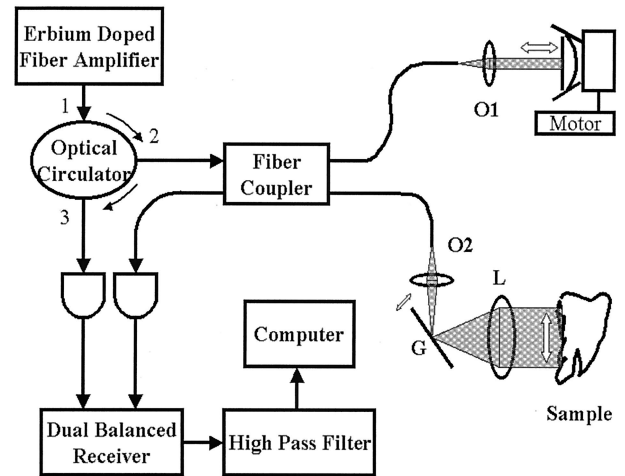 Erbium Doped
Fiber Amplifier
1
2
Optical
Circulator
3
Fiber
Coupler
O1
Motor
O2
L
G
Sample
Computer
Dual Balanced
Receiver
High Pass Filter